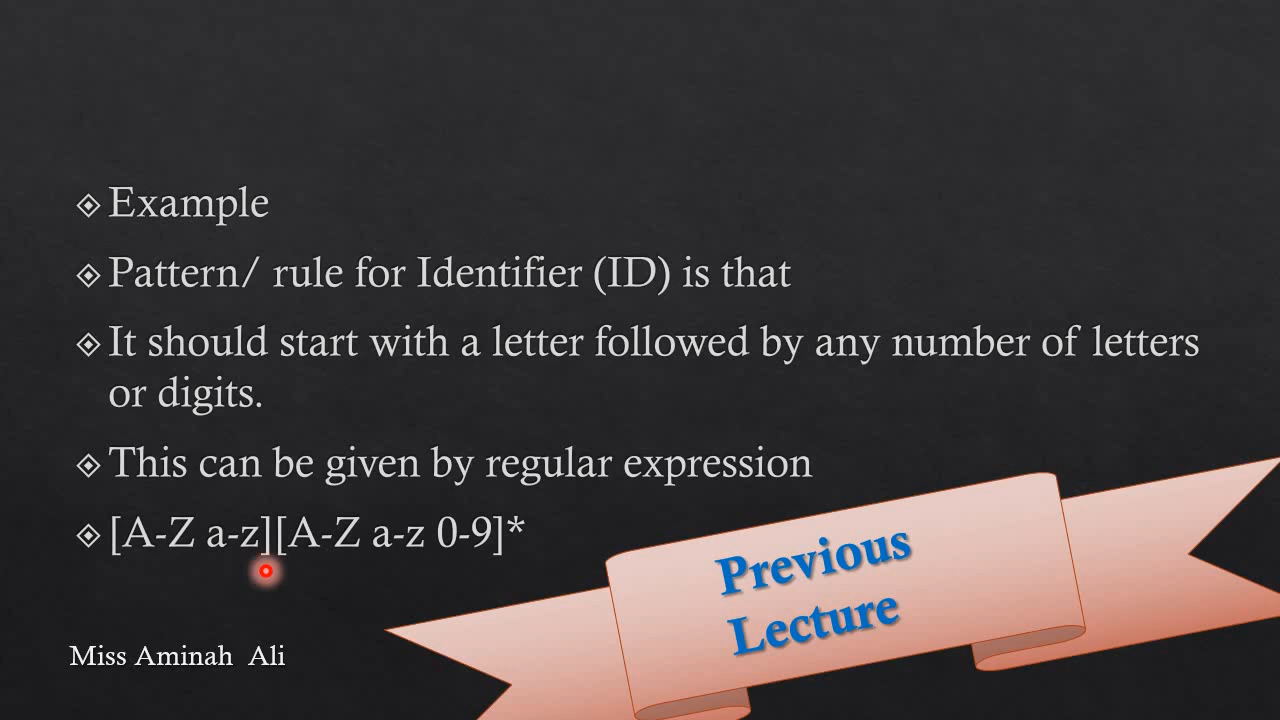 Example
Pattern/ rule for Identifier (ID) is that
It should start with a letter followed by any number of letters
or digits.
This can be given by regular expression
[A-Z a-z][A-Z a-z 0-9]*
Previous
Lecture
Miss Aminah Ali